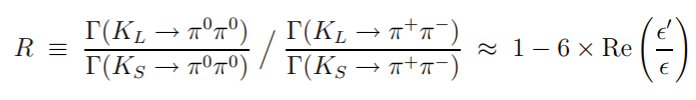 R ≡ Γ(K_L → π⁰π⁰) / Γ(K_S → π⁰π⁰) / Γ(K_L → π⁺π⁻) / Γ(K_S → π⁺π⁻) ≈ 1 − 6 × Re(ϵ′/ϵ)